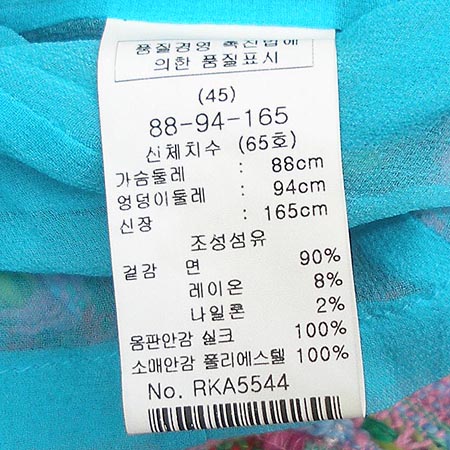 품질경영 촉진법에
의한 품질표시
(45)
88-94-165
신체치수 (65호)
가슴둘레 : 88cm
엉덩이둘레 : 94cm
신장 : 165cm
조성섬유
겉감 면 90%
레이온 8%
나일론 2%
몸판안감 실크 100%
소매안감 폴리에스텔 100%
No. RKA5544